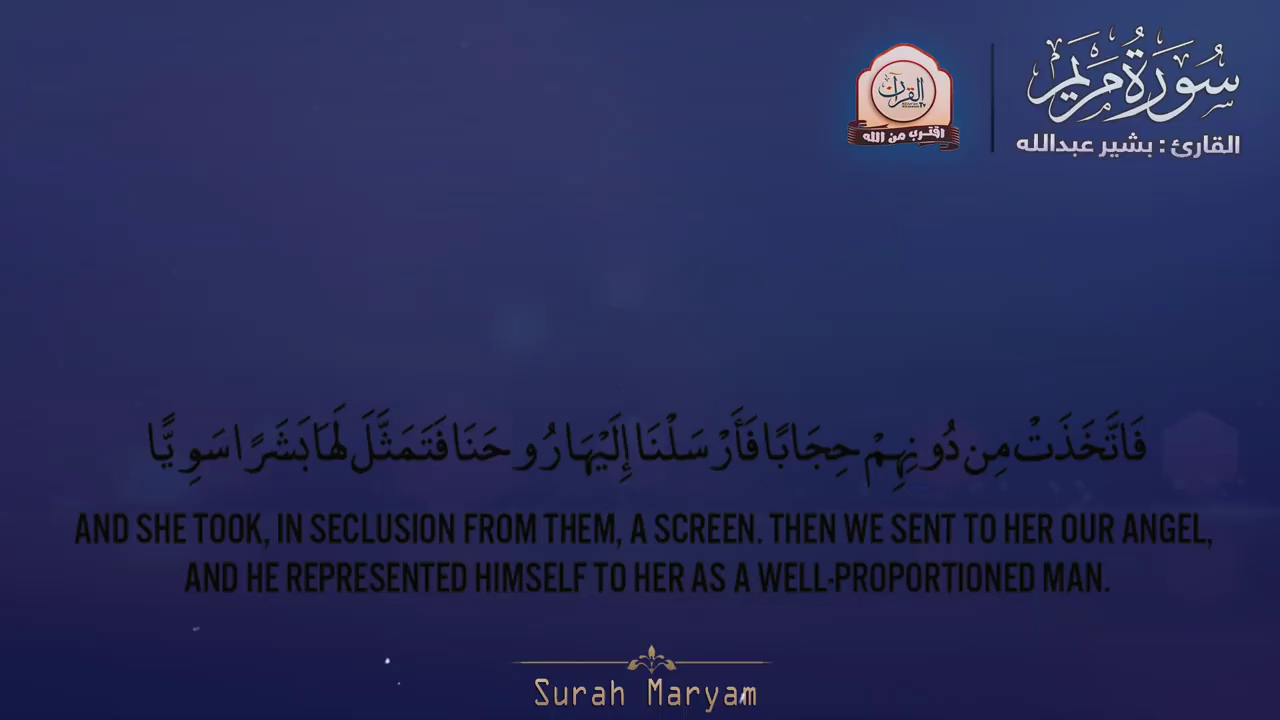 سُورَةُ مَرْيَم
القارئ : بشير عبدالله
القرآن
TV
اقترب من الله
فَاتَّخَذَتْ مِن دُونِهِمْ حِجَابًا فَأَرْسَلْنَا إِلَيْهَا رُوحَنَا فَتَمَثَّلَ لَهَا بَشَرًا سَوِيًّا
AND SHE TOOK, IN SECLUSION FROM THEM, A SCREEN. THEN WE SENT TO HER OUR ANGEL,
AND HE REPRESENTED HIMSELF TO HER AS A WELL-PROPORTIONED MAN.
Surah Maryam